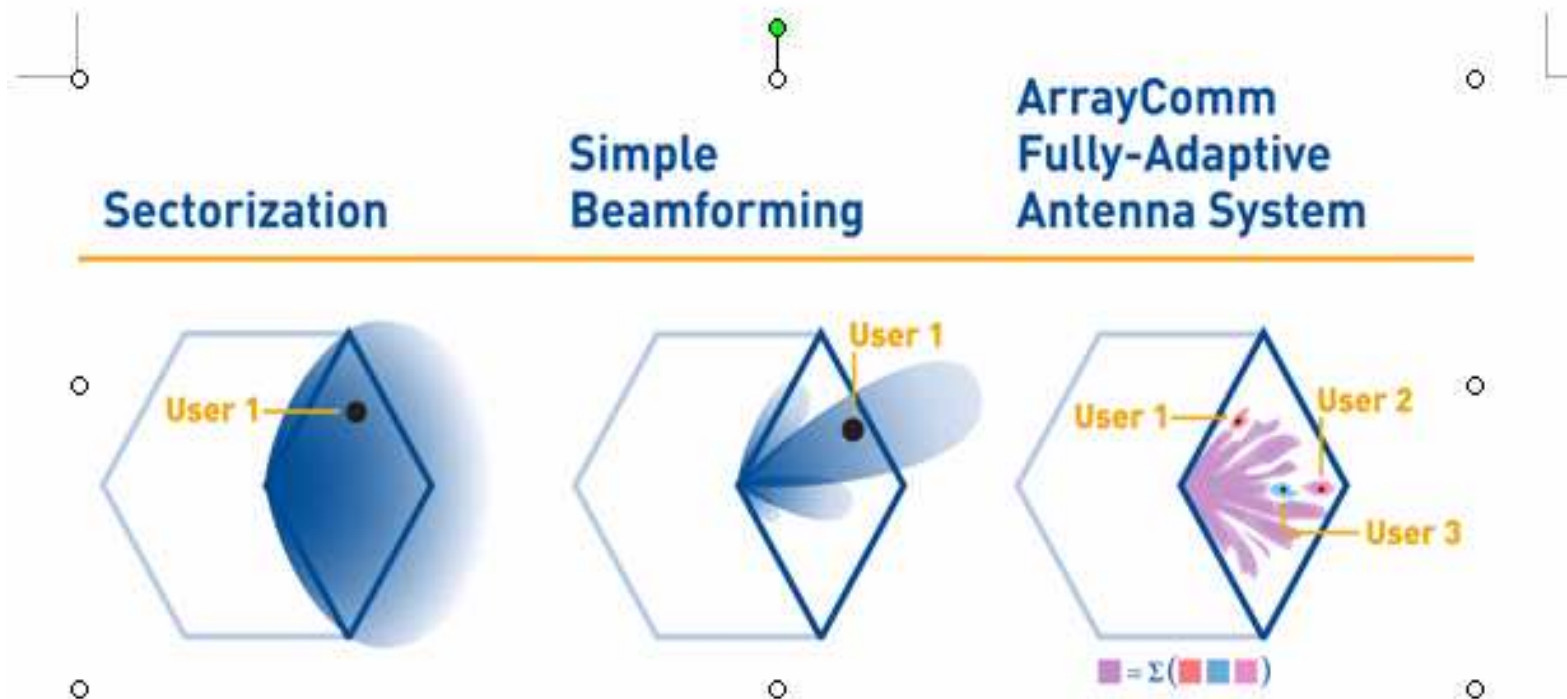 Sectorization
Simple
Beamforming
ArrayComm
Fully-Adaptive
Antenna System
User 1
User 1
User 1
User 2
User 3
= Σ( )